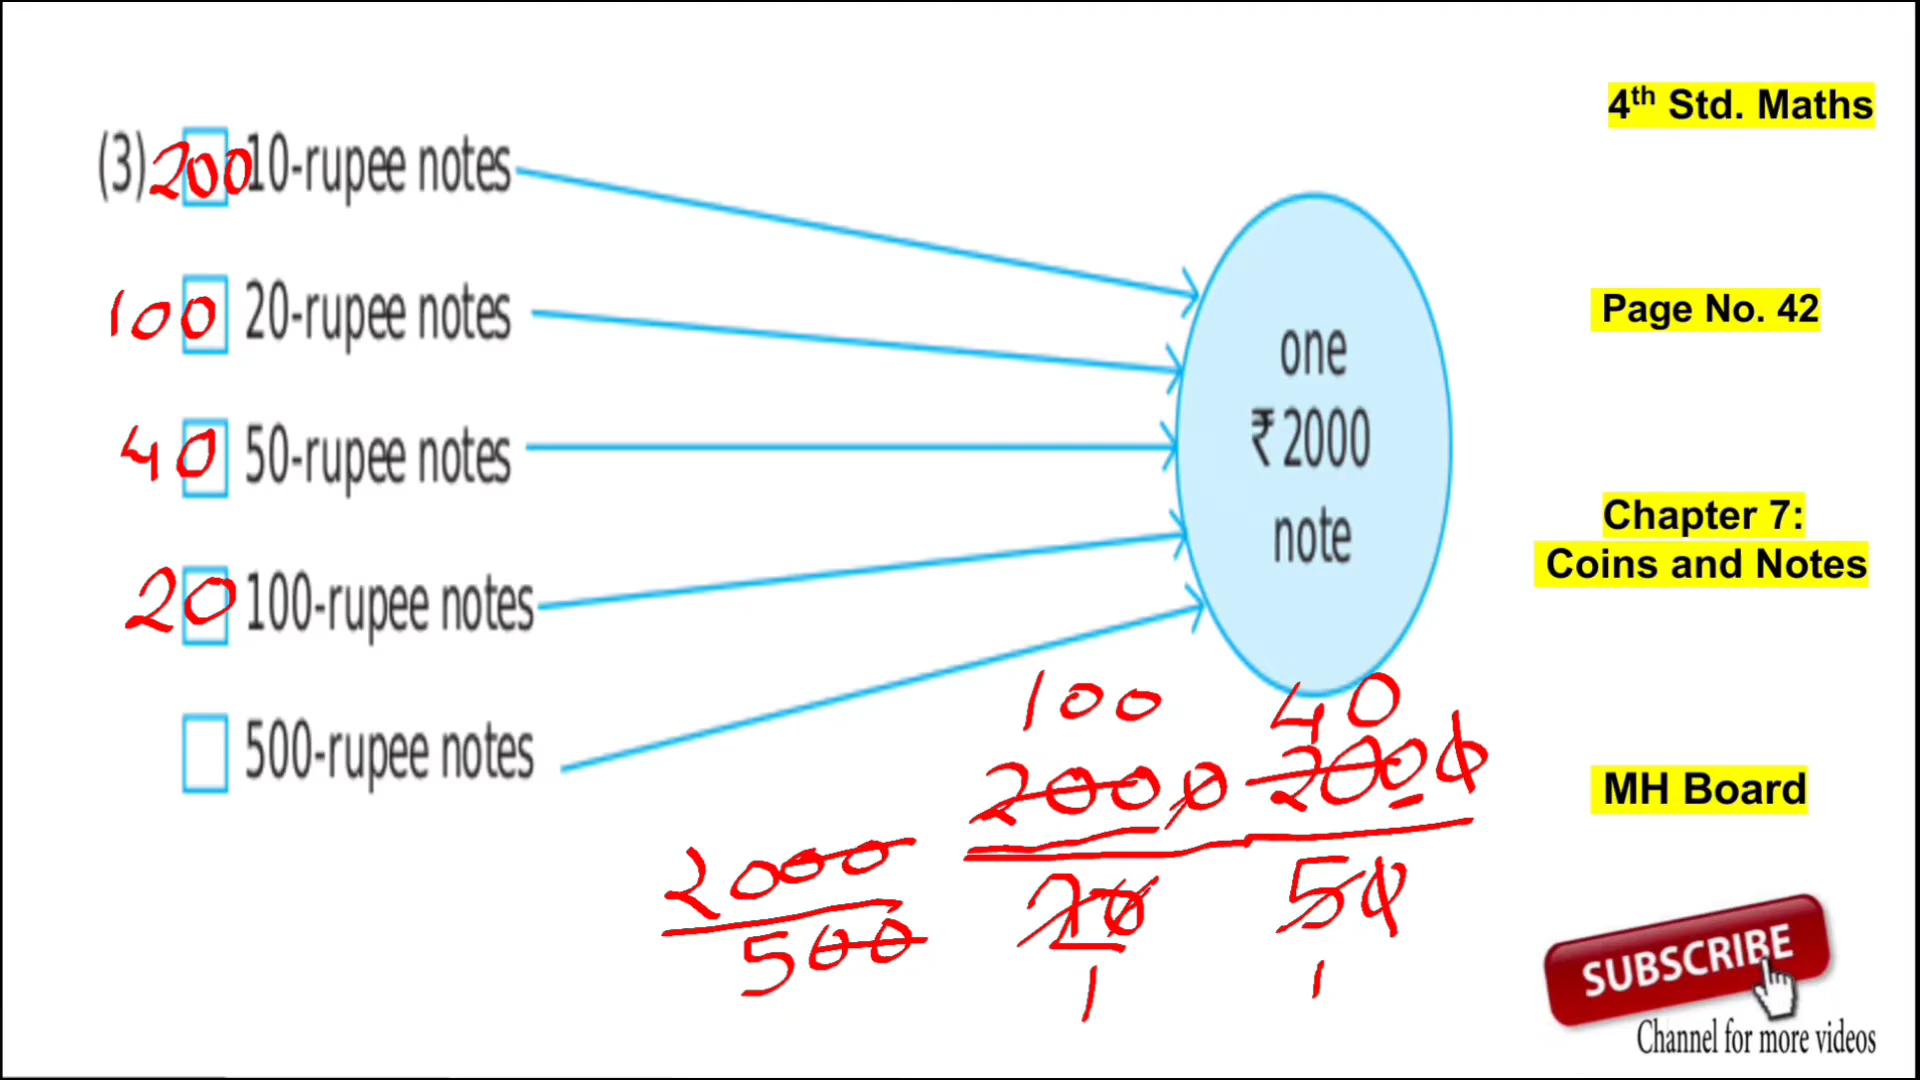 4th Std. Maths
(3) 200 10-rupee notes
100 20-rupee notes
Page No. 42
one
₹ 2000
note
40 50-rupee notes
Chapter 7:
Coins and Notes
20 100-rupee notes
500-rupee notes
MH Board
100 40
2000 2000
20 50
1 1
2000
500
SUBSCRIBE
Channel for more videos